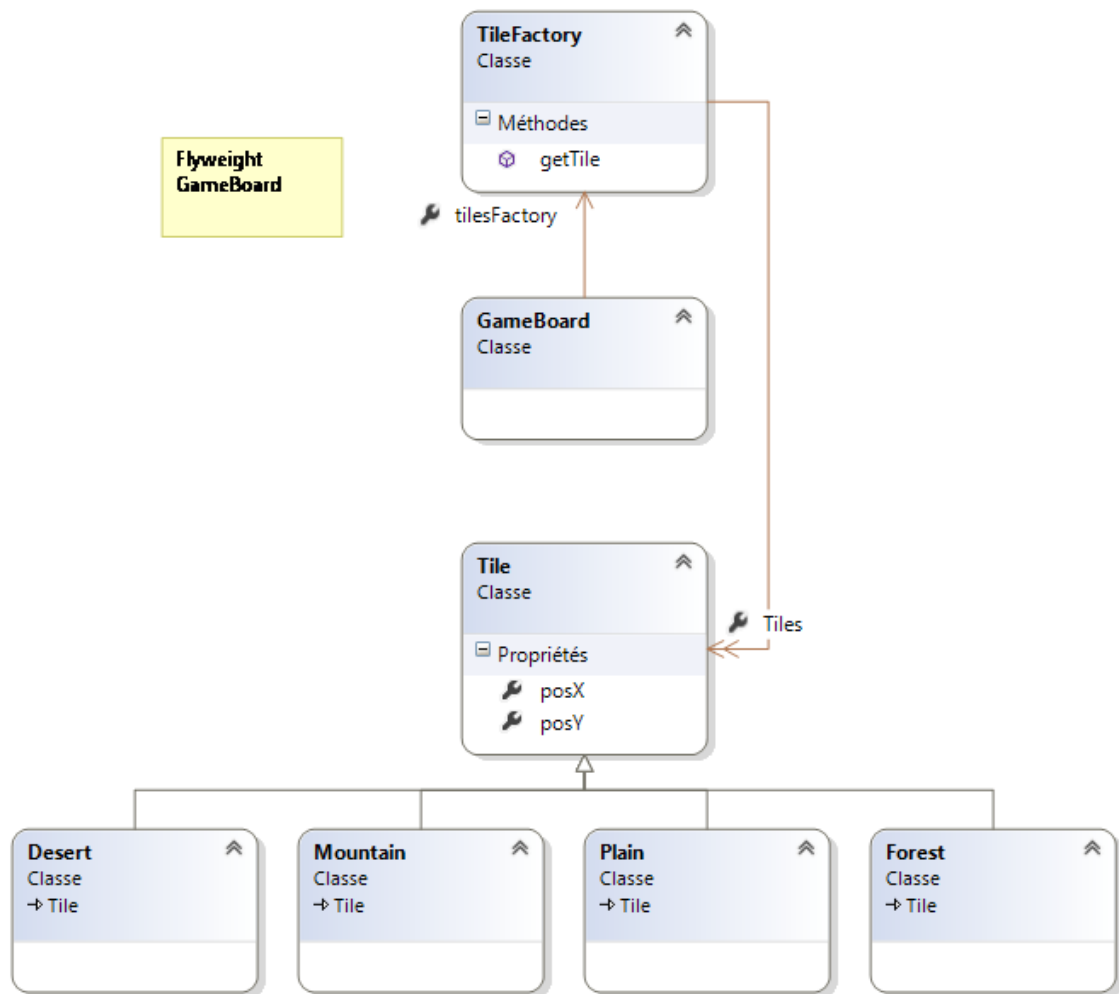 TileFactory
Classe
Méthodes
getTile
Flyweight
GameBoard
tilesFactory
GameBoard
Classe
Tile
Classe
Propriétés
posX
posY
Tiles
Desert
Classe
Tile
Mountain
Classe
Tile
Plain
Classe
Tile
Forest
Classe
Tile